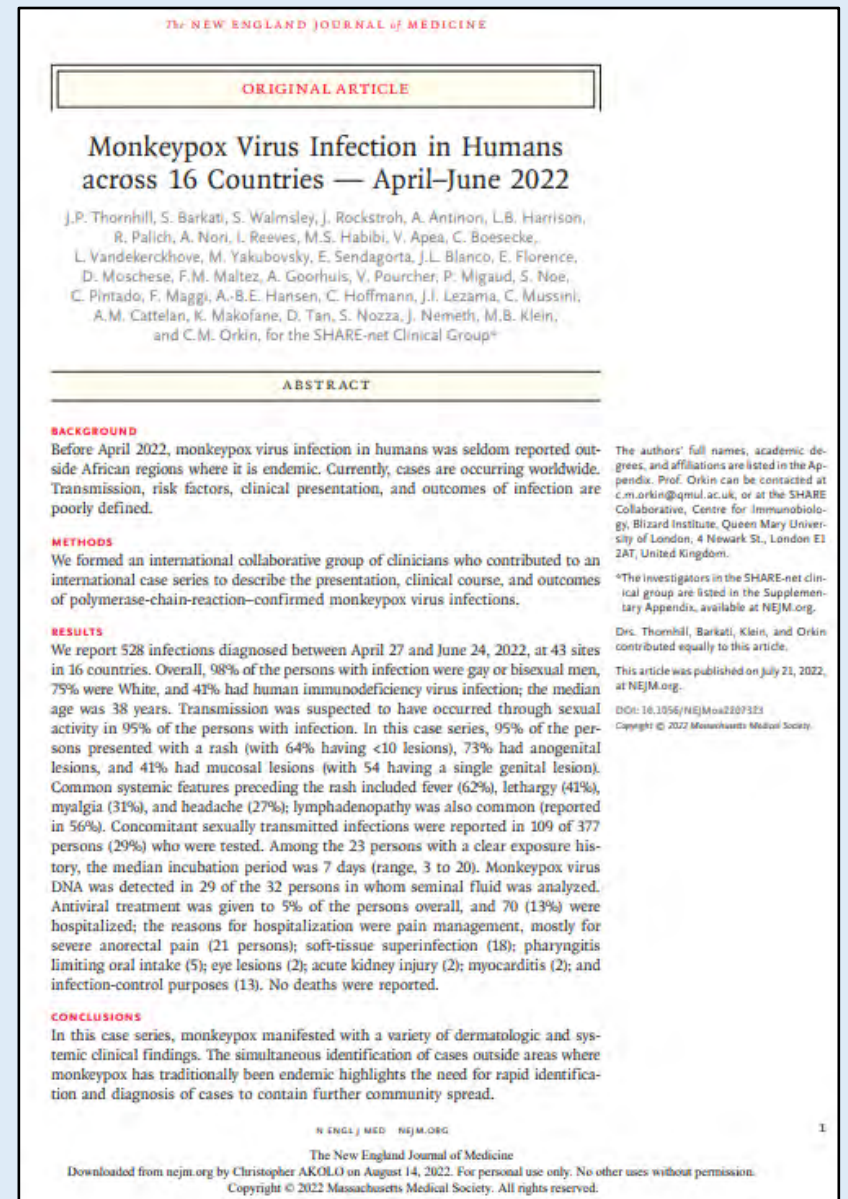 The NEW ENGLAND JOURNAL of MEDICINE
ORIGINAL ARTICLE
Monkeypox Virus Infection in Humans
across 16 Countries — April–June 2022
J.P. Thornhill, S. Barkati, S. Walmsley, J. Rockstroh, A. Antinori, L.B. Harrison,
R. Palich, A. Nori, I. Reeves, M.S. Habibi, V. Apea, C. Boesecke,
L. Vandekerckhove, M. Yakubovsky, E. Sendagorta, J.L. Blanco, E. Florence,
D. Moschese, F.M. Maltez, A. Goorhuis, V. Pourcher, P. Migaud, S. Noe,
C. Pintado, F. Maggi, A.-B.E. Hansen, C. Hoffmann, J.I. Lezama, C. Mussini,
A.M. Cattelan, K. Makofane, D. Tan, S. Nozza, J. Nemeth, M.B. Klein,
and C.M. Orkin, for the SHARE-net Clinical Group*
ABSTRACT
BACKGROUND
Before April 2022, monkeypox virus infection in humans was seldom reported out-
side African regions where it is endemic. Currently, cases are occurring worldwide.
Transmission, risk factors, clinical presentation, and outcomes of infection are
poorly defined.
METHODS
We formed an international collaborative group of clinicians who contributed to an
international case series to describe the presentation, clinical course, and outcomes
of polymerase-chain-reaction–confirmed monkeypox virus infections.
RESULTS
We report 528 infections diagnosed between April 27 and June 24, 2022, at 43 sites
in 16 countries. Overall, 98% of the persons with infection were gay or bisexual men,
75% were White, and 41% had human immunodeficiency virus infection; the median
age was 38 years. Transmission was suspected to have occurred through sexual
activity in 95% of the persons with infection. In this case series, 95% of the per-
sons presented with a rash (with 64% having <10 lesions), 73% had anogenital
lesions, and 41% had mucosal lesions (with 54 having a single genital lesion).
Common systemic features preceding the rash included fever (62%), lethargy (41%),
myalgia (31%), and headache (27%); lymphadenopathy was also common (reported
in 56%). Concomitant sexually transmitted infections were reported in 109 of 377
persons (29%) who were tested. Among the 23 persons with a clear exposure his-
tory, the median incubation period was 7 days (range, 3 to 20). Monkeypox virus
DNA was detected in 29 of the 32 persons in whom seminal fluid was analyzed.
Antiviral treatment was given to 5% of the persons overall, and 70 (13%) were
hospitalized; the reasons for hospitalization were pain management, mostly for
severe anorectal pain (21 persons); soft-tissue superinfection (18); pharyngitis
limiting oral intake (5); eye lesions (2); acute kidney injury (2); myocarditis (2); and
infection-control purposes (13). No deaths were reported.
CONCLUSIONS
In this case series, monkeypox manifested with a variety of dermatologic and sys-
temic clinical findings. The simultaneous identification of cases outside areas where
monkeypox has traditionally been endemic highlights the need for rapid identifica-
tion and diagnosis of cases to contain further community spread.
The authors' full names, academic de-
grees, and affiliations are listed in the Ap-
pendix. Prof. Orkin can be contacted at
c.m.orkin@qmul.ac.uk, or at the SHARE
Collaborative, Centre for Immunobiolo-
gy, Blizard Institute, Queen Mary Univer-
sity of London, 4 Newark St., London E1
2AT, United Kingdom.
*The investigators in the SHARE-net clin-
ical group are listed in the Supplemen-
tary Appendix, available at NEJM.org.
Drs. Thornhill, Barkati, Klein, and Orkin
contributed equally to this article.
This article was published on July 21, 2022,
at NEJM.org.
DOI: 10.1056/NEJMoa2207323
Copyright © 2022 Massachusetts Medical Society.
N ENGL J MED NEJM.ORG
1
The New England Journal of Medicine
Downloaded from nejm.org by Christopher AKOLO on August 14, 2022. For personal use only. No other uses without permission.
Copyright © 2022 Massachusetts Medical Society. All rights reserved.